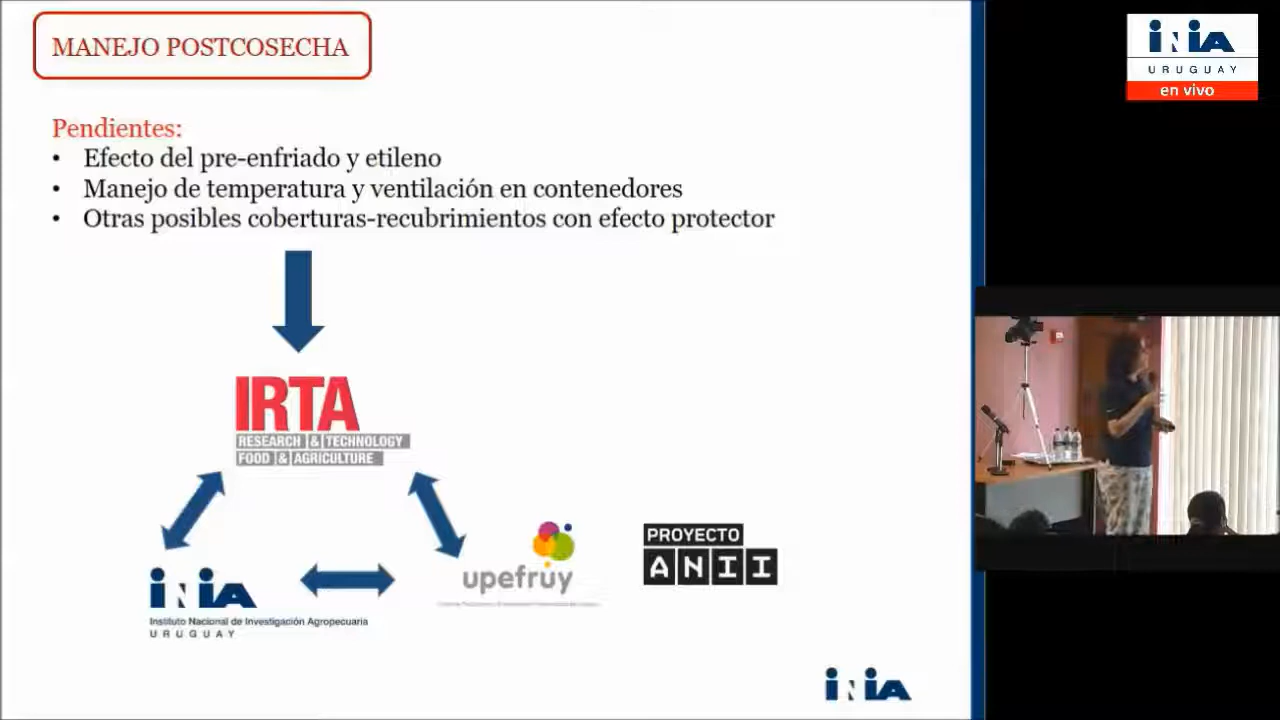 MANEJO POSTCOSECHA
Pendientes:
• Efecto del pre-enfriado y etileno
• Manejo de temperatura y ventilación en contenedores
• Otras posibles coberturas-recubrimientos con efecto protector
IRTA
RESEARCH & TECHNOLOGY
FOOD & AGRICULTURE
inia
Instituto Nacional de Investigación Agropecuaria
URUGUAY
upefruy
PROYECTO
ANII
inia
inia
URUGUAY
en vivo